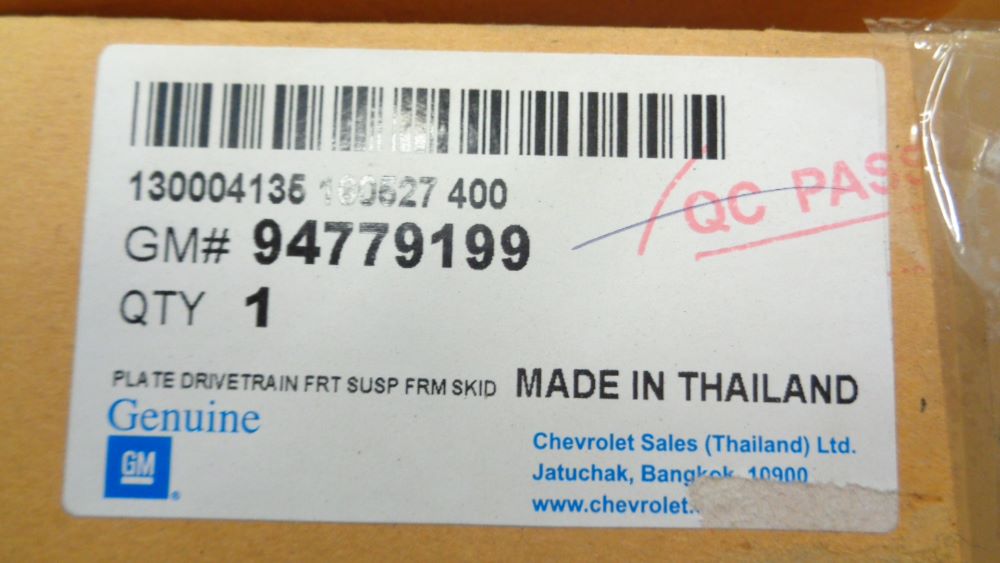 130004135 400
GM# 94779199
QTY 1
QC PASS
PLATE DRIVETRAIN FRT SUSP FRM SKID
MADE IN THAILAND
Genuine
GM
Chevrolet Sales (Thailand) Ltd.
Jatuchak, Bangkok 10900
www.chevrolet.